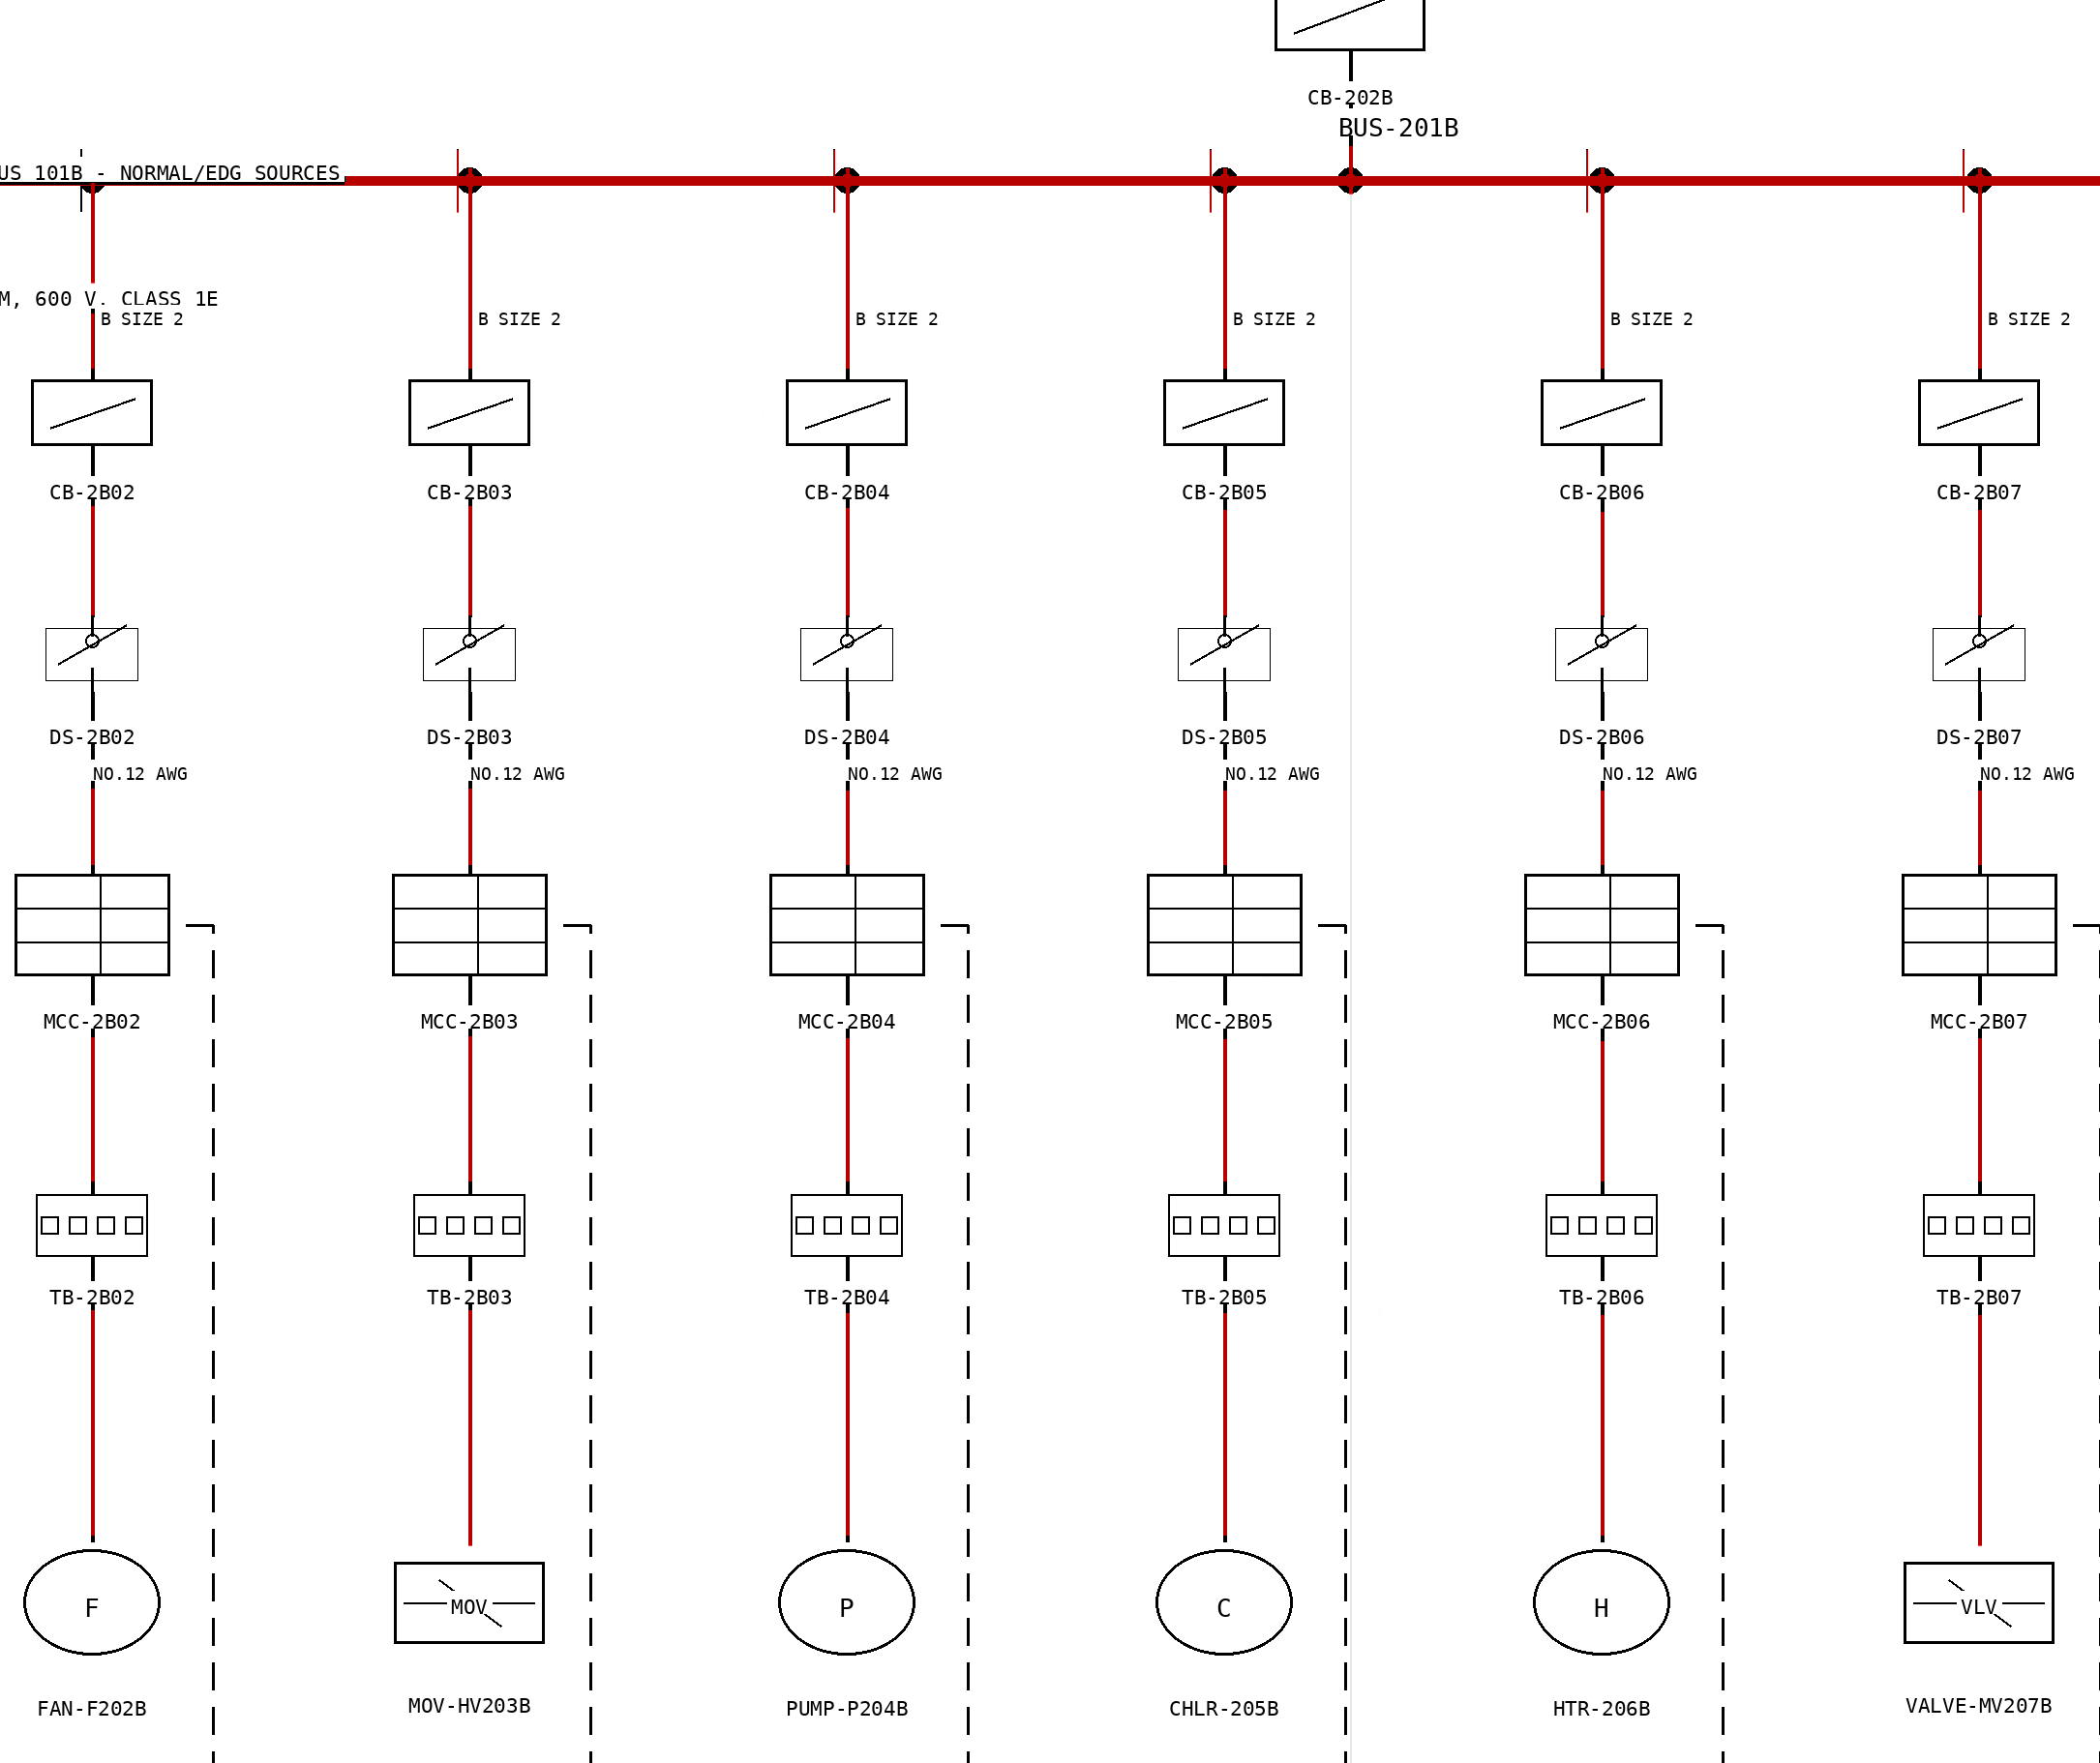 CB-202B
BUS-201B
US 101B - NORMAL/EDG SOURCES
M, 600 V. CLASS 1E
B SIZE 2
B SIZE 2
B SIZE 2
B SIZE 2
B SIZE 2
B SIZE 2
CB-2B02
CB-2B03
CB-2B04
CB-2B05
CB-2B06
CB-2B07
DS-2B02
DS-2B03
DS-2B04
DS-2B05
DS-2B06
DS-2B07
NO.12 AWG
NO.12 AWG
NO.12 AWG
NO.12 AWG
NO.12 AWG
NO.12 AWG
MCC-2B02
MCC-2B03
MCC-2B04
MCC-2B05
MCC-2B06
MCC-2B07
TB-2B02
TB-2B03
TB-2B04
TB-2B05
TB-2B06
TB-2B07
F
MOV
P
C
H
VLV
FAN-F202B
MOV-HV203B
PUMP-P204B
CHLR-205B
HTR-206B
VALVE-MV207B